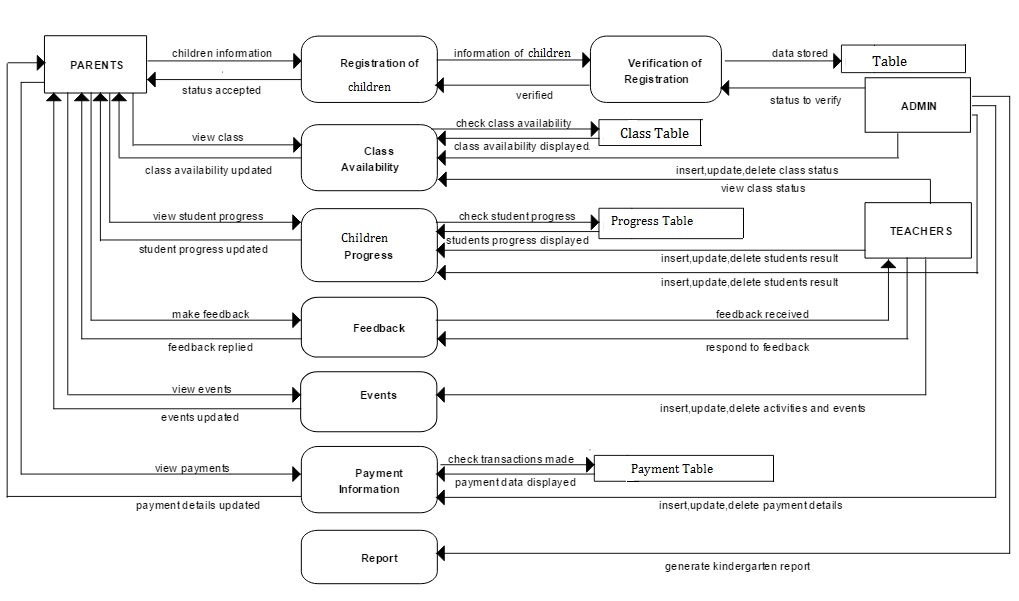 children information
information of children
data stored
PARENTS
Registration of
children
Verification of
Registration
Table
status accepted
verified
status to verify
ADMIN
view class
check class availability
Class Table
Class
Availability
class availability displayed.
class availability updated
insert,update,delete class status
view class status
view student progress
check student progress
Progress Table
Children
Progress
students progress displayed
TEACHERS
student progress updated
insert,update,delete students result
insert,update,delete students result
make feedback
feedback received
Feedback
feedback replied
respond to feedback
view events
Events
events updated
insert,update,delete activities and events
view payments
check transactions made
Payment Table
Payment
Information
payment data displayed
payment details updated
insert,update,delete payment details
Report
generate kindergarten report